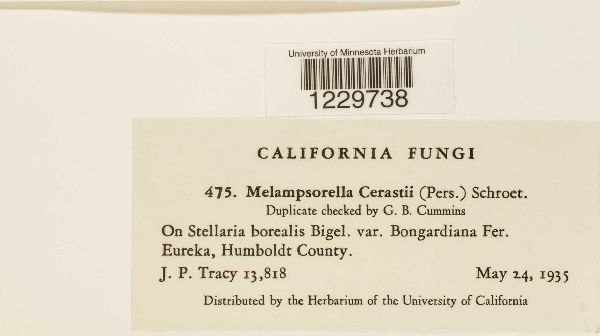 University of Minnesota Herbarium
1229738
CALIFORNIA FUNGI
475. Melampsorella Cerastii (Pers.) Schroet.
Duplicate checked by G. B. Cummins
On Stellaria borealis Bigel. var. Bongardiana Fer.
Eureka, Humboldt County.
J. P. Tracy 13,818 May 24, 1935
Distributed by the Herbarium of the University of California